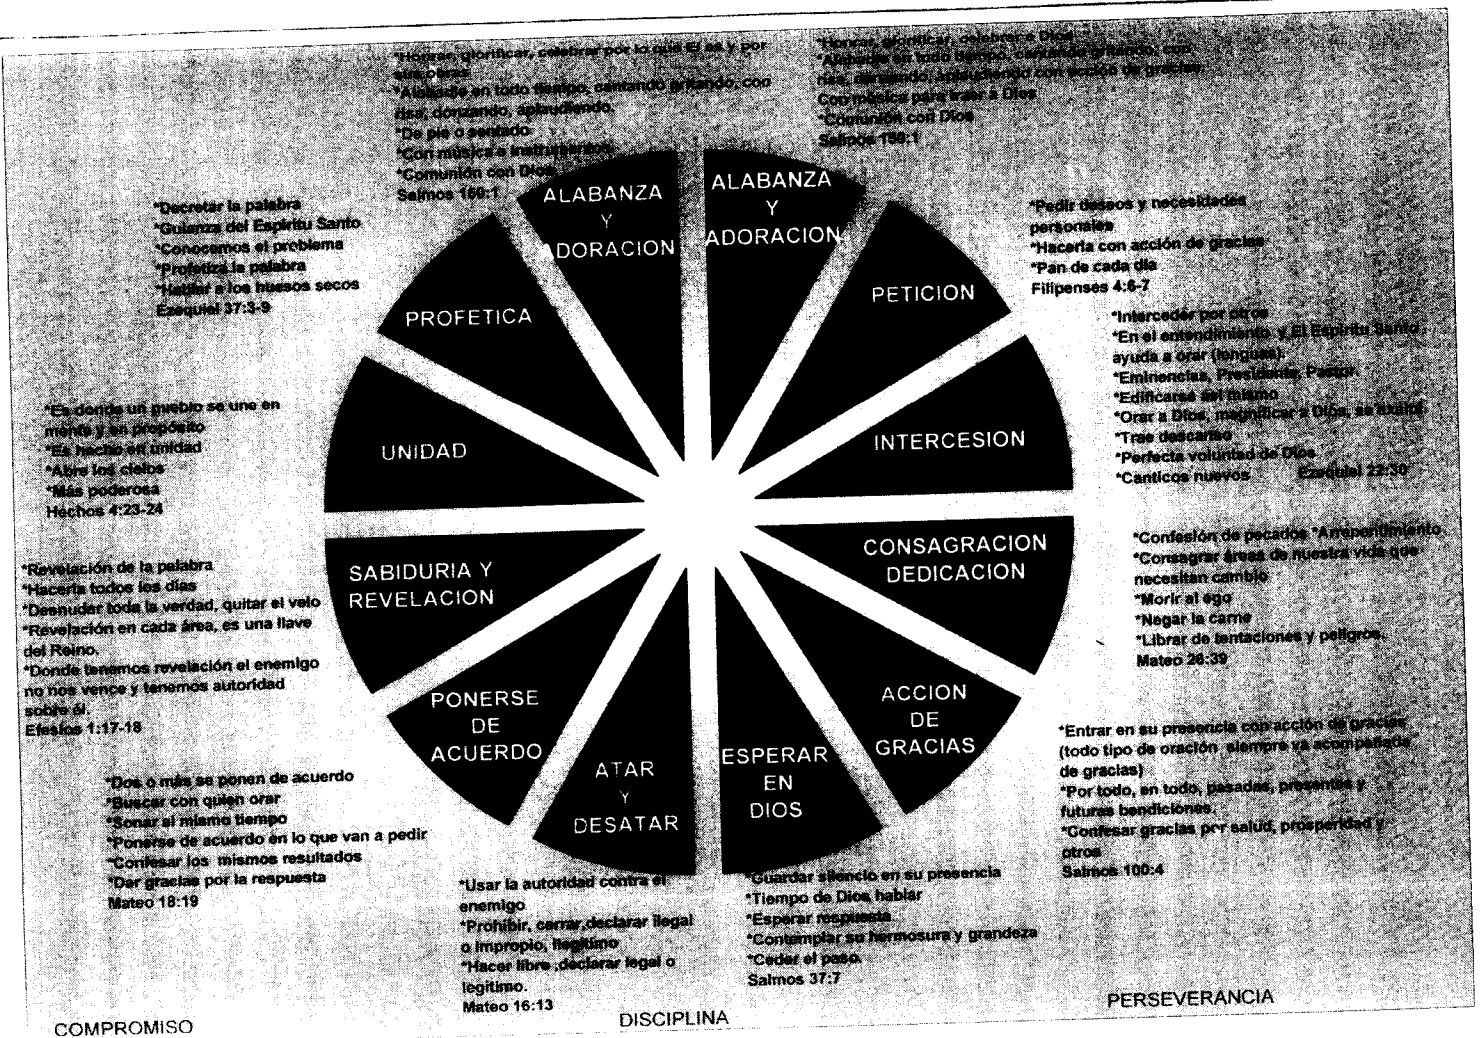 *Honrar, glorificar, celebrar por lo que El es y por
sus obras
*Alabadle en todo tiempo, cantando gritando, con
risa, donzando, aplaudiendo.
*De pie o sentado
*Con música e instrumentos
*Comunión con Dios
Salmos 150:1
*Honrar, glorificar, celebrar a Dios
*Alabadle en todo tiempo, cantando gritando, con
risa, danzando, aplaudiendo con acción de gracias.
Con música para traer a Dios
*Comunión con Dios
Salmos 150:1
ALABANZA
Y
ADORACION
ALABANZA
Y
ADORACION
*Pedir deseos y necesidades
personales
*Hacerla con acción de gracias
*Pan de cada dia
Filipenses 4:6-7
PETICION
*Interceder por otros
*En el entendimiento y El Espiritu Santo
ayuda a orar (lenguas).
*Eminencias, Presidente, Pastor.
*Edificarse asi mismo
*Orar a Dios, magnificar a Dios, se exalta
*Trae descanso
*Perfecta voluntad de Dios
*Canticos nuevos Ezequiel 22:30
INTERCESION
*Confesión de pecados *Arrepentimiento
*Consagrar áreas de nuestra vida que
necesitan cambio
*Morir al ego
*Negar la carne
*Librar de tentaciones y peligros.
Mateo 26:39
CONSAGRACION
DEDICACION
*Entrar en su presencia con acción de gracias
(todo tipo de oración siempre va acompañada
de gracias)
*Por todo, en todo, pasadas, presentes y
futuras bendiciones.
*Confesar gracias por salud, prosperidad y
otros
Salmos 100:4
ACCION
DE
GRACIAS
ESPERAR
EN
DIOS
*Guardar silencio en su presencia
*Tiempo de Dios hablar
*Esperar respuesta
*Contemplar su hermosura y grandeza
*Ceder el paso.
Salmos 37:7
ATAR
Y
DESATAR
*Usar la autoridad contra el
enemigo
*Prohibir, cerrar,declarar ilegal
o impropio, ilegitimo
*Hacer libre ,declarar legal o
legitimo.
Mateo 16:13
PONERSE
DE
ACUERDO
*Dos o más se ponen de acuerdo
*Buscar con quien orar
*Sonar al mismo tiempo
*Ponerse de acuerdo en lo que van a pedir
*Confesar los mismos resultados
*Dar gracias por la respuesta
Mateo 18:19
SABIDURIA Y
REVELACION
*Revelación de la palabra
*Hacerla todos los dias
*Desnudar toda la verdad, quitar el velo
*Revelación en cada área, es una llave
del Reino.
*Donde tenemos revelación el enemigo
no nos vence y tenemos autoridad
sobre él.
Efesios 1:17-18
UNIDAD
*Es donde un pueblo se une en
mente y en propósito
*Es hecho en unidad
*Abre los cielos
*Más poderosa
Hechos 4:23-24
PROFETICA
*Decretar la palabra
*Guianza del Espiritu Santo
*Conocemos el problema
*Profetiza la palabra
*Hablar a los huesos secos
Ezequiel 37:3-9
COMPROMISO
DISCIPLINA
PERSEVERANCIA